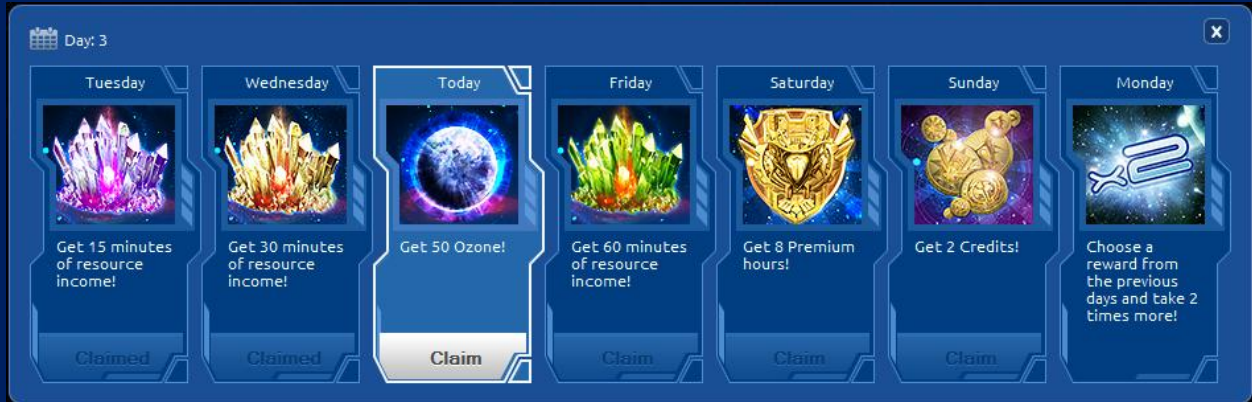 Day: 3
x
Tuesday
Get 15 minutes
of resource
income!
Claimed
Wednesday
Get 30 minutes
of resource
income!
Claimed
Today
Get 50 Ozone!
Claim
Friday
Get 60 minutes
of resource
income!
Claim
Saturday
Get 8 Premium
hours!
Claim
Sunday
Get 2 Credits!
Claim
Monday
x2
Choose a
reward from
the previous
days and take 2
times more!